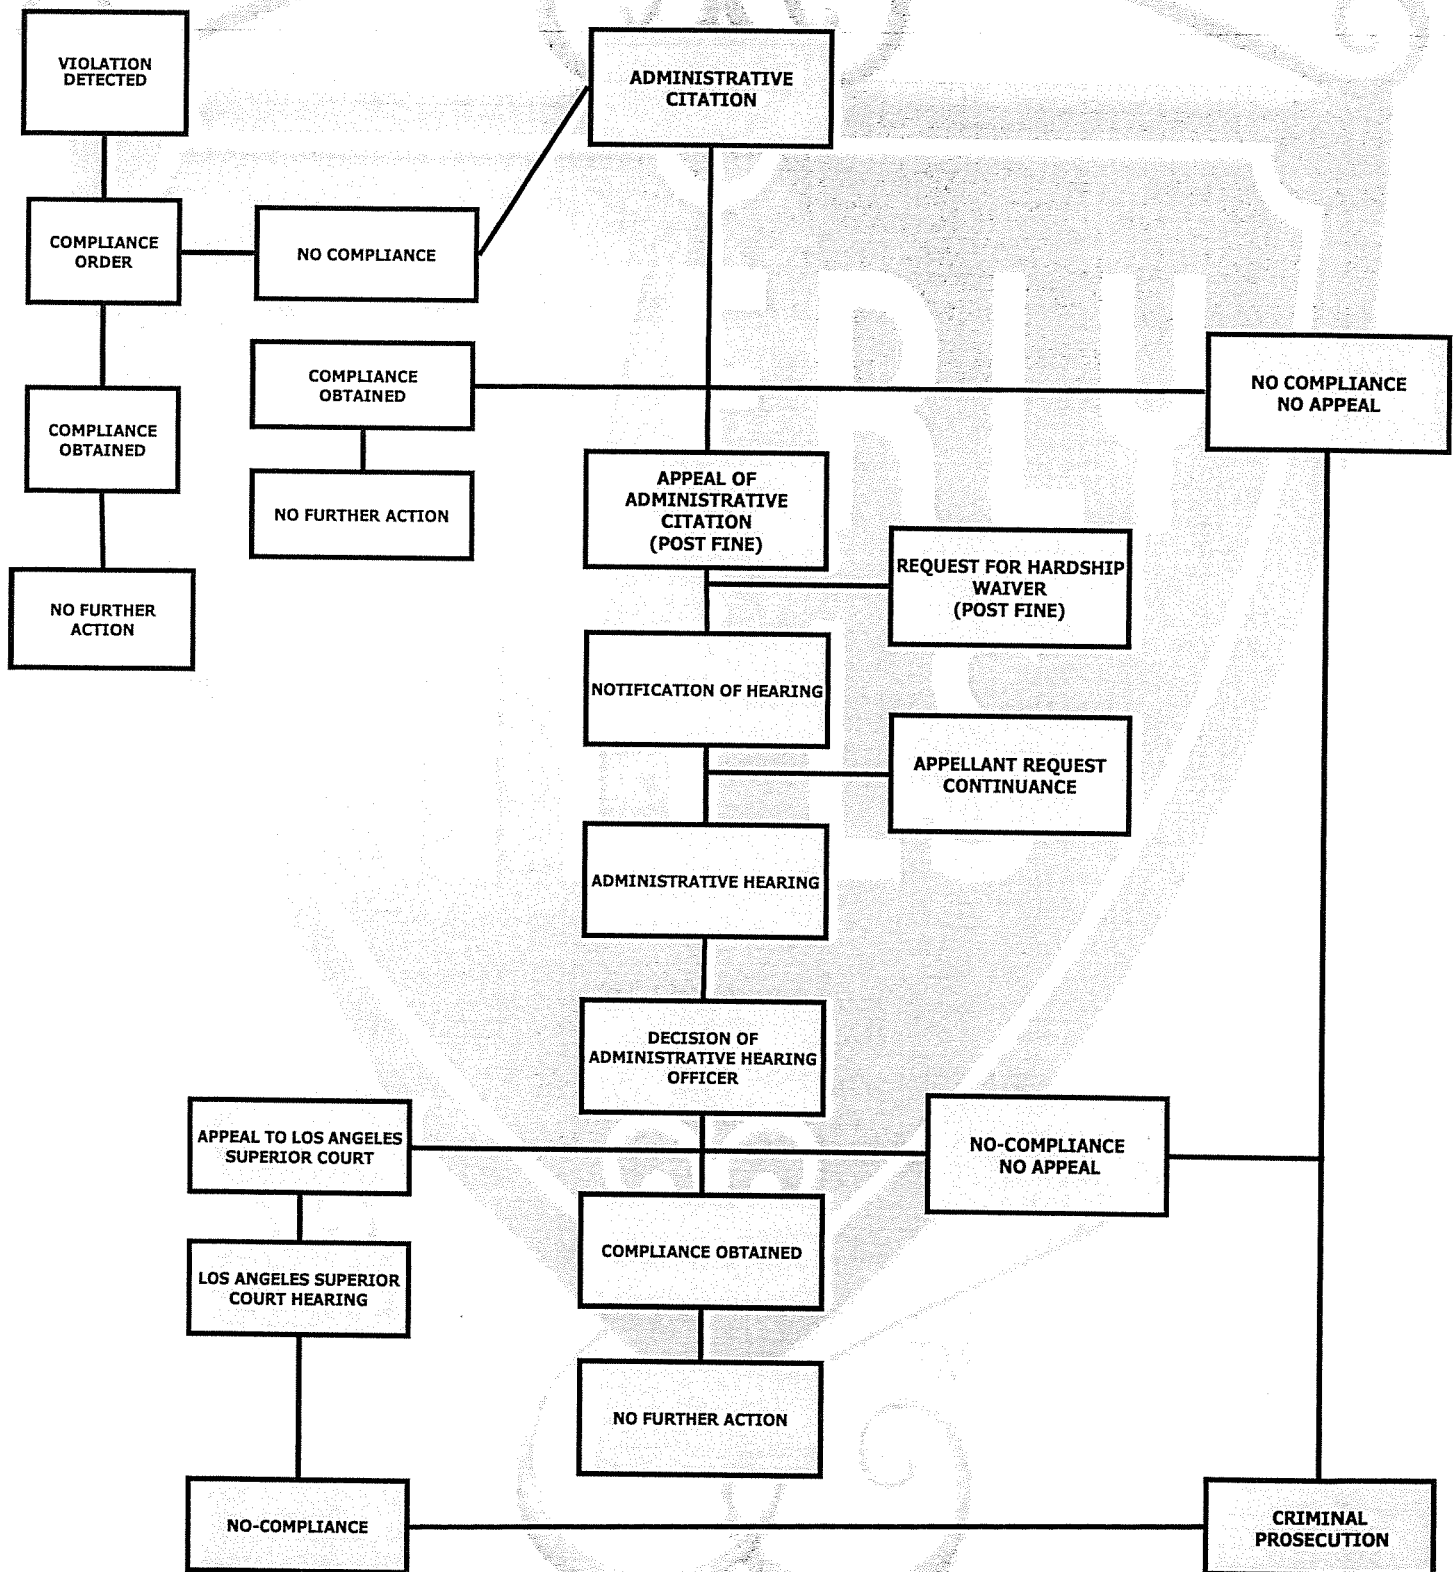 VIOLATION
DETECTED
ADMINISTRATIVE
CITATION
COMPLIANCE
ORDER
NO COMPLIANCE
COMPLIANCE
OBTAINED
NO COMPLIANCE
NO APPEAL
COMPLIANCE
OBTAINED
NO FURTHER ACTION
APPEAL OF
ADMINISTRATIVE
CITATION
(POST FINE)
REQUEST FOR HARDSHIP
WAIVER
(POST FINE)
NO FURTHER
ACTION
NOTIFICATION OF HEARING
APPELLANT REQUEST
CONTINUANCE
ADMINISTRATIVE HEARING
DECISION OF
ADMINISTRATIVE HEARING
OFFICER
APPEAL TO LOS ANGELES
SUPERIOR COURT
NO-COMPLIANCE
NO APPEAL
COMPLIANCE OBTAINED
LOS ANGELES SUPERIOR
COURT HEARING
NO FURTHER ACTION
NO-COMPLIANCE
CRIMINAL
PROSECUTION